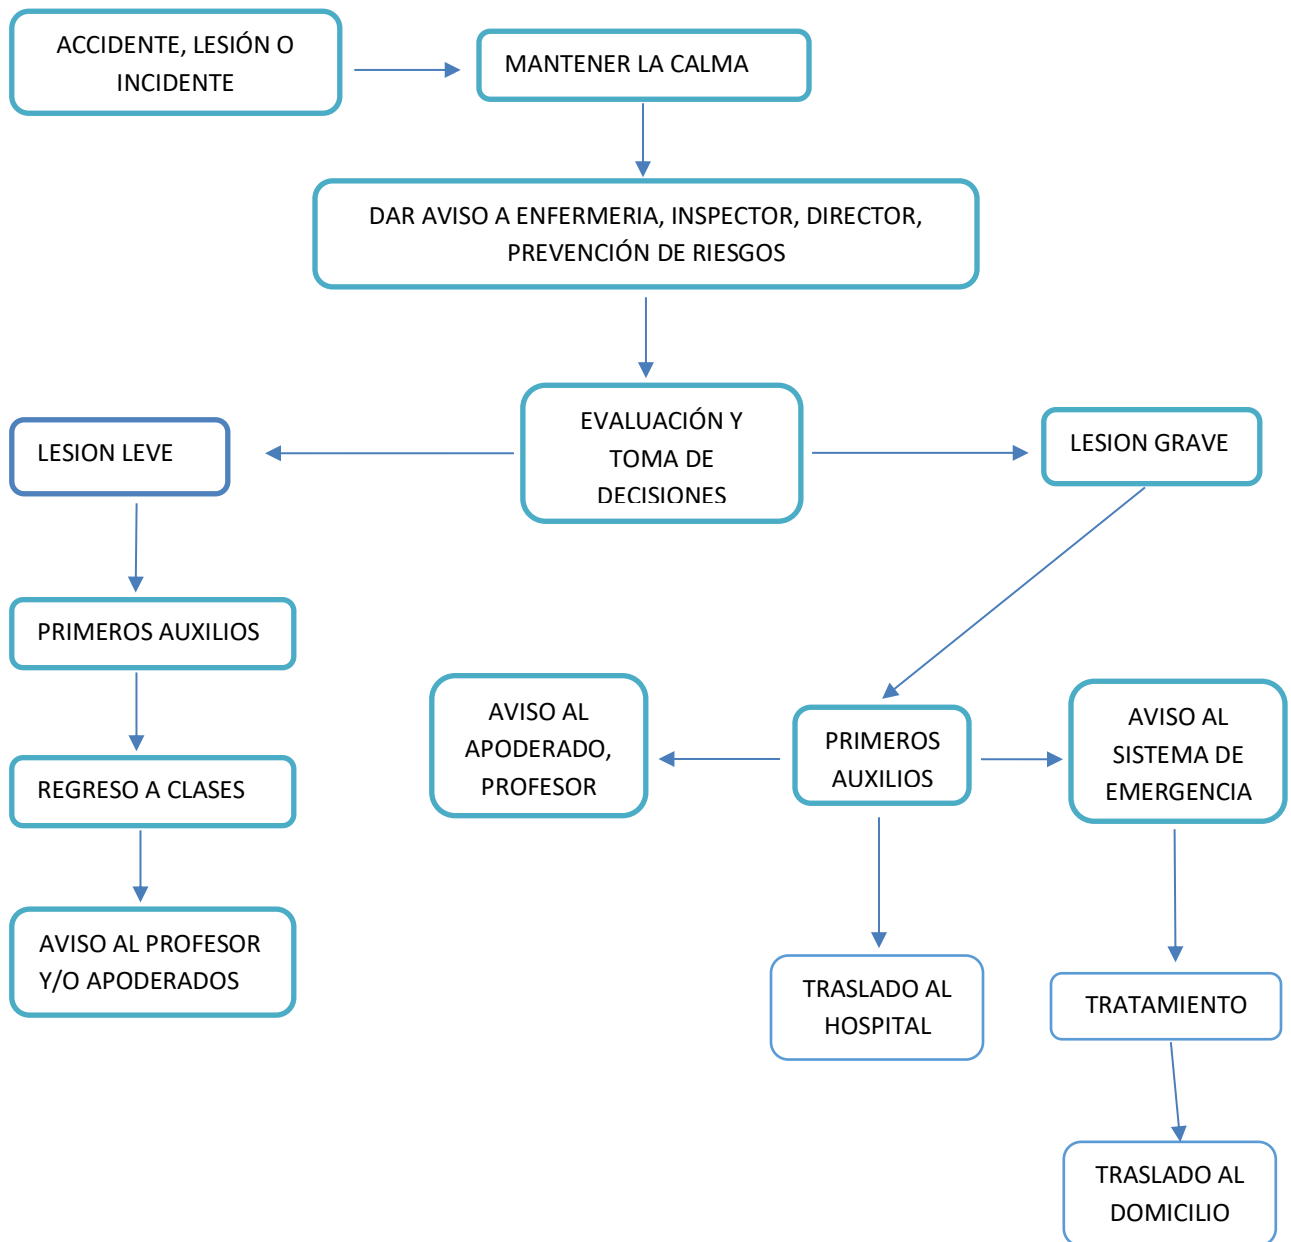 ACCIDENTE, LESIÓN O
INCIDENTE
MANTENER LA CALMA
DAR AVISO A ENFERMERIA, INSPECTOR, DIRECTOR,
PREVENCIÓN DE RIESGOS
EVALUACIÓN Y
TOMA DE
DECISIONES
LESION LEVE
LESION GRAVE
PRIMEROS AUXILIOS
REGRESO A CLASES
AVISO AL PROFESOR
Y/O APODERADOS
AVISO AL
APODERADO,
PROFESOR
PRIMEROS
AUXILIOS
AVISO AL
SISTEMA DE
EMERGENCIA
TRASLADO AL
HOSPITAL
TRATAMIENTO
TRASLADO AL
DOMICILIO